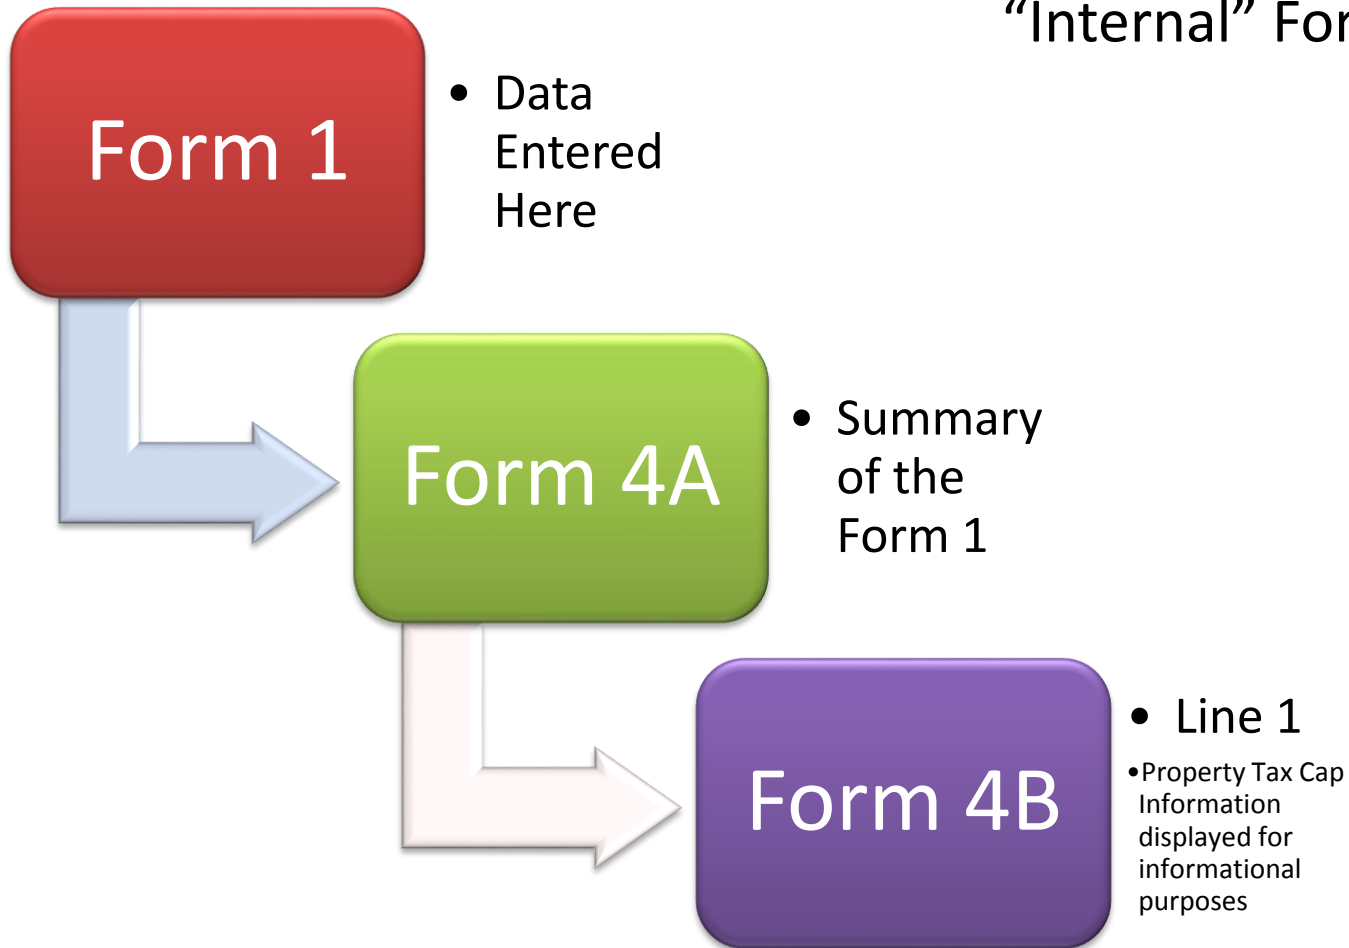 “Internal” For
Form 1
• Data
Entered
Here
Form 4A
• Summary
of the
Form 1
Form 4B
• Line 1
•Property Tax Cap
Information
displayed for
informational
purposes